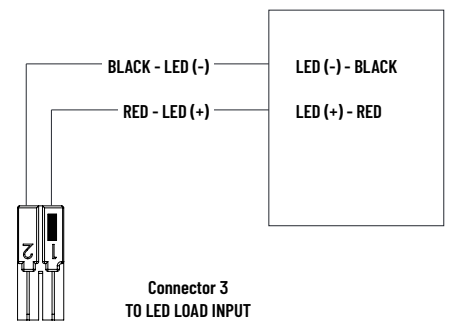 BLACK - LED (-)
LED (-) - BLACK
RED - LED (+)
LED (+) - RED
2
1
Connector 3
TO LED LOAD INPUT